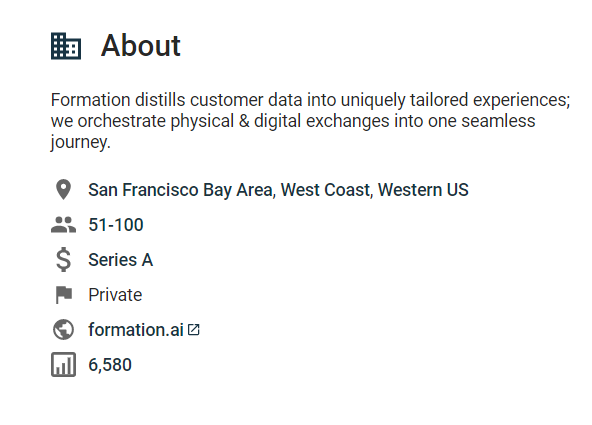 About
Formation distills customer data into uniquely tailored experiences;
we orchestrate physical & digital exchanges into one seamless
journey.
San Francisco Bay Area, West Coast, Western US
51-100
Series A
Private
formation.ai
6,580